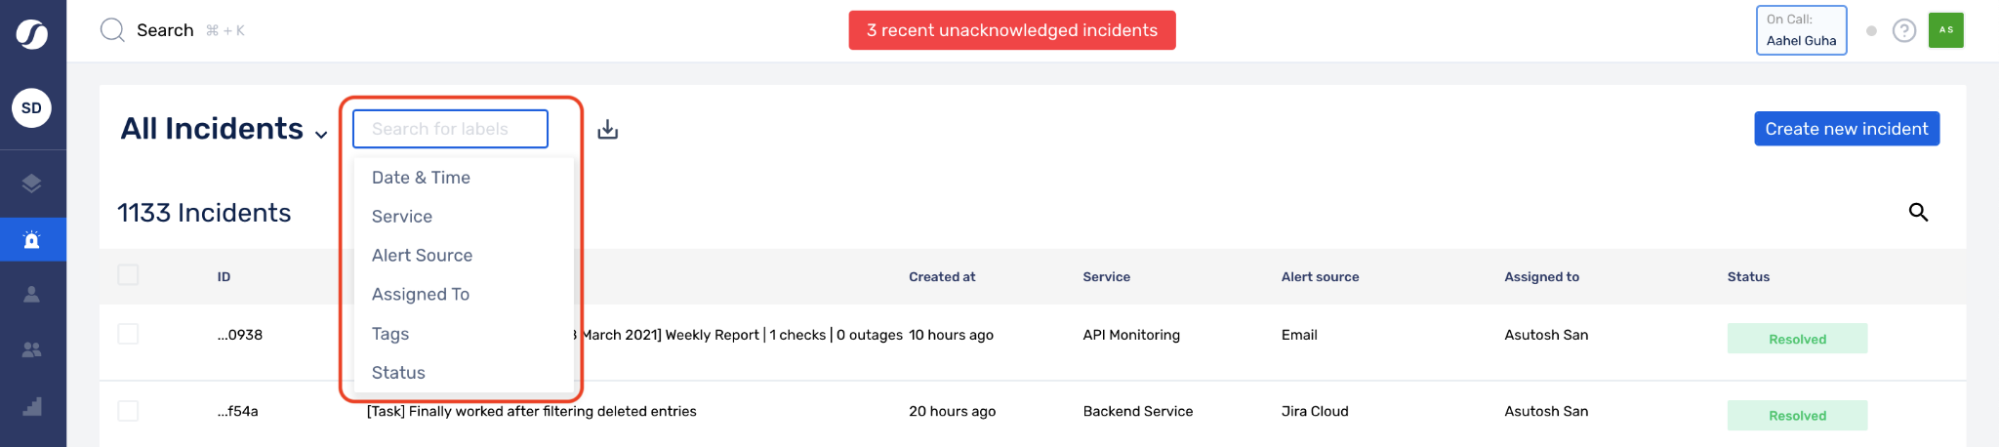 Search ⌘ + K
3 recent unacknowledged incidents
On Call:
Aahel Guha
AS
SD
All Incidents
Search for labels
Create new incident
Date & Time
Service
Alert Source
Assigned To
Tags
Status
1133 Incidents
ID Created at Service Alert source Assigned to Status
...0938 March 2021] Weekly Report | 1 checks | 0 outages 10 hours ago API Monitoring Email Asutosh San Resolved
...f54a [Task] Finally worked after filtering deleted entries 20 hours ago Backend Service Jira Cloud Asutosh San Resolved